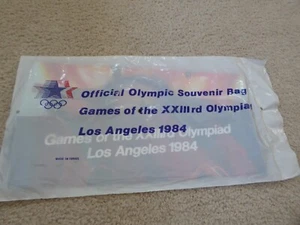 Official Olympic Souvenir Bag
Games of the XXIIIrd Olympiad
Los Angeles 1984
Games of the XXIIIrd Olympiad
Los Angeles 1984